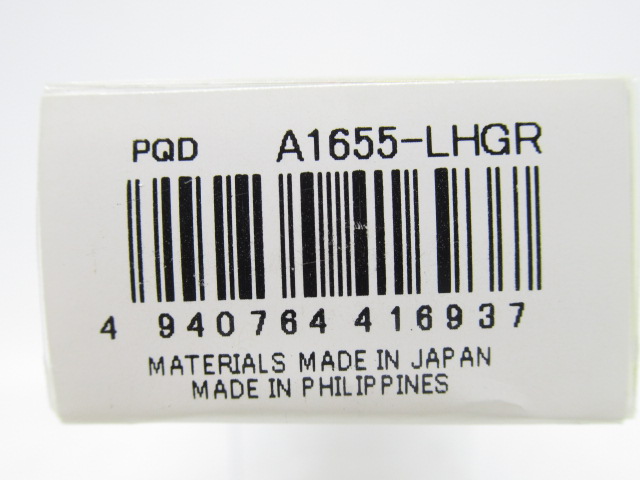 PQD A1655-LHGR
4 940764 416937
MATERIALS MADE IN JAPAN
MADE IN PHILIPPINES